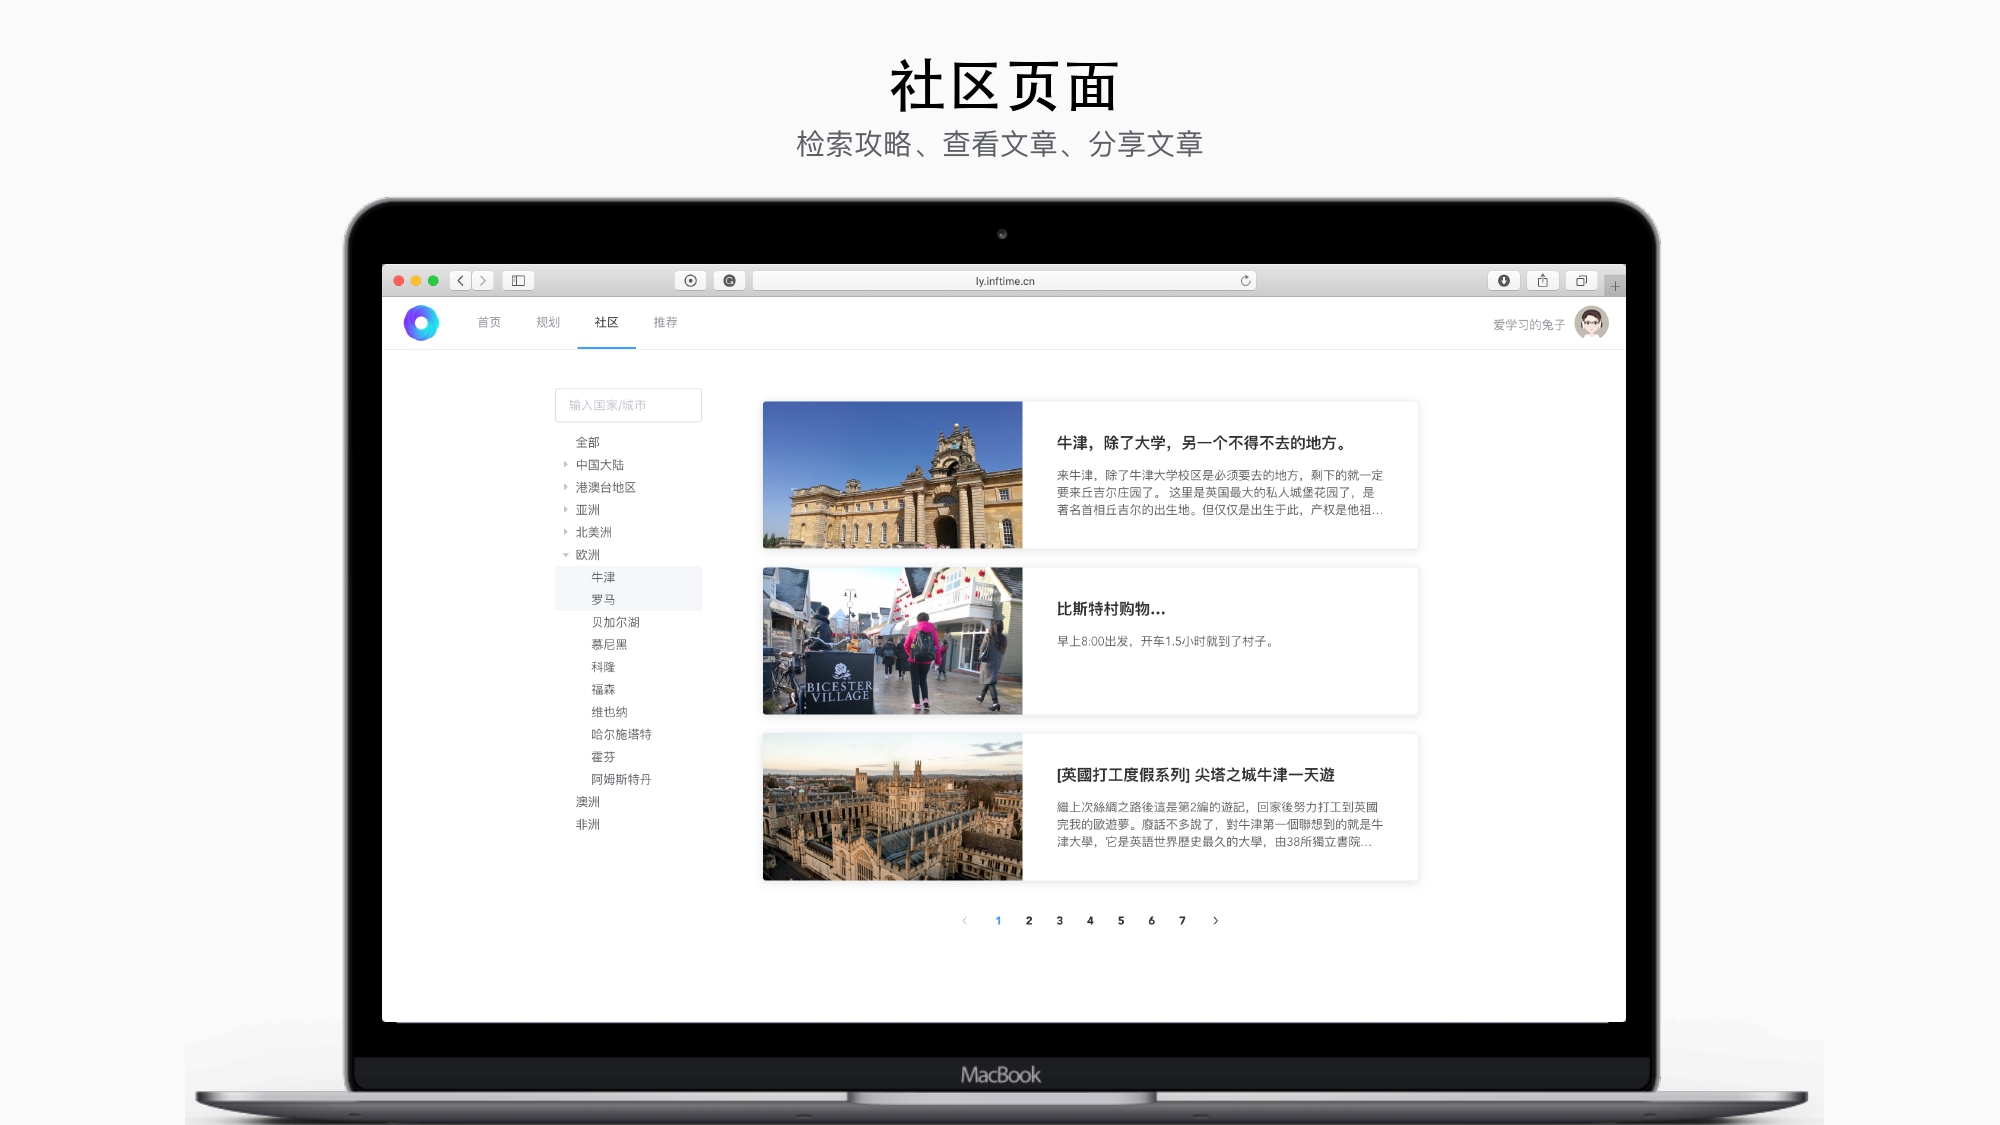 社区页面
检索攻略、查看文章、分享文章
ly.inftime.cn
首页
规划
社区
推荐
爱学习的兔子
输入国家/城市
全部
中国大陆
港澳台地区
亚洲
北美洲
欧洲
牛津
罗马
贝加尔湖
慕尼黑
科隆
福森
维也纳
哈尔施塔特
霍芬
阿姆斯特丹
澳洲
非洲
牛津，除了大学，另一个不得不去的地方。
来牛津，除了牛津大学校区是必须要去的地方，剩下的就一定
要来丘吉尔庄园了。 这里是英国最大的私人城堡花园了，是
著名首相丘吉尔的出生地。但仅仅是出生于此，产权是他祖...
BICESTER
VILLAGE
比斯特村购物...
早上8:00出发，开车1.5小时就到了村子。
[英國打工度假系列] 尖塔之城牛津一天遊
繼上次絲綢之路後這是第2編的遊記，回家後努力打工到英國
完我的歐遊夢。廢話不多說了，對牛津第一個聯想到的就是牛
津大學，它是英語世界歷史最久的大學，由38所獨立書院...
1 2 3 4 5 6 7
MacBook